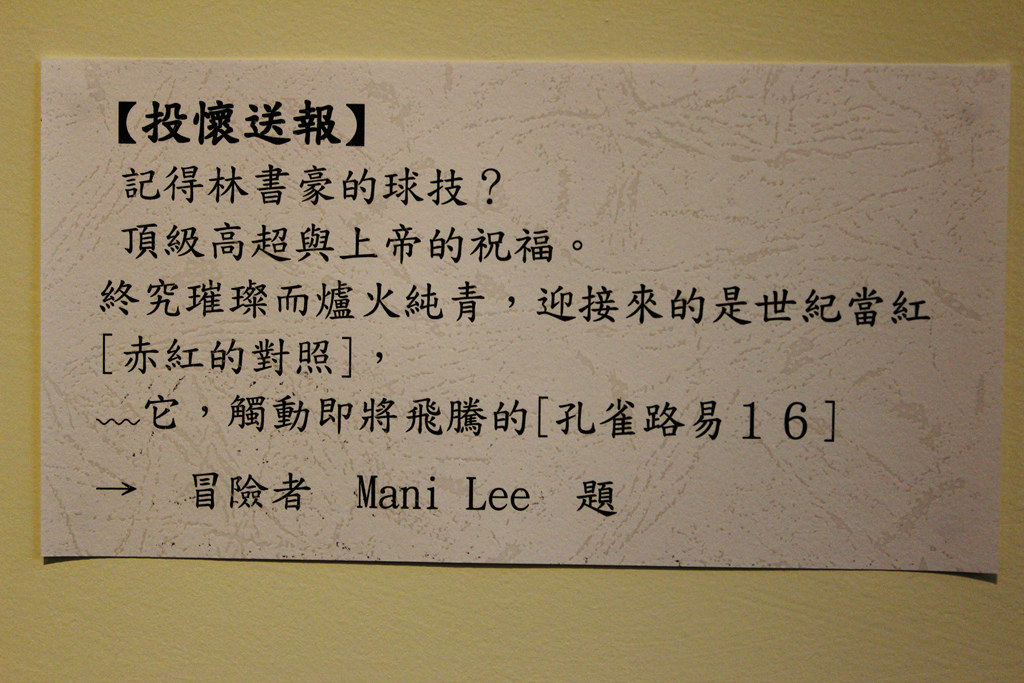 【投懷送報】
記得林書豪的球技？
頂級高超與上帝的祝福。
終究璀璨而爐火純青，迎接來的是世紀當紅
[赤紅的對照]，
﹏它，觸動即將飛騰的[孔雀路易１６]
→　冒險者　Mani Lee　題